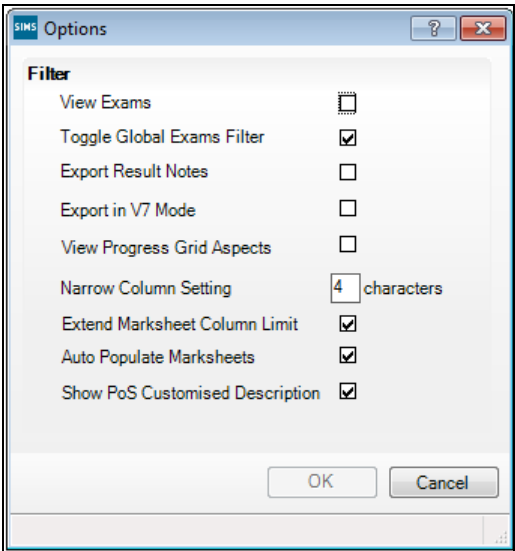 SIMS Options
Filter
View Exams
Toggle Global Exams Filter
Export Result Notes
Export in V7 Mode
View Progress Grid Aspects
Narrow Column Setting 4 characters
Extend Marksheet Column Limit
Auto Populate Marksheets
Show PoS Customised Description
OK Cancel